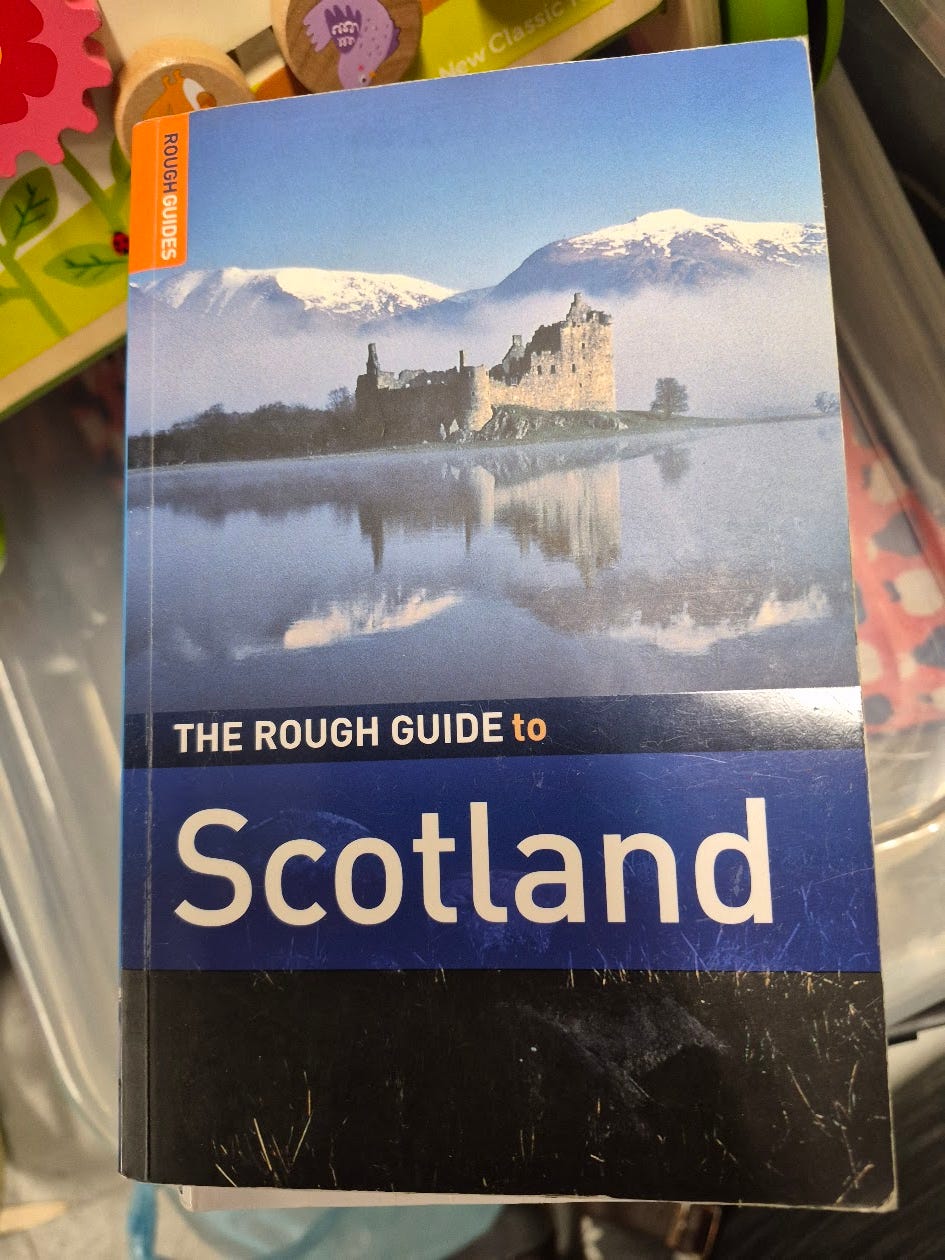 New Classic
ROUGH GUIDES
THE ROUGH GUIDE to
Scotland